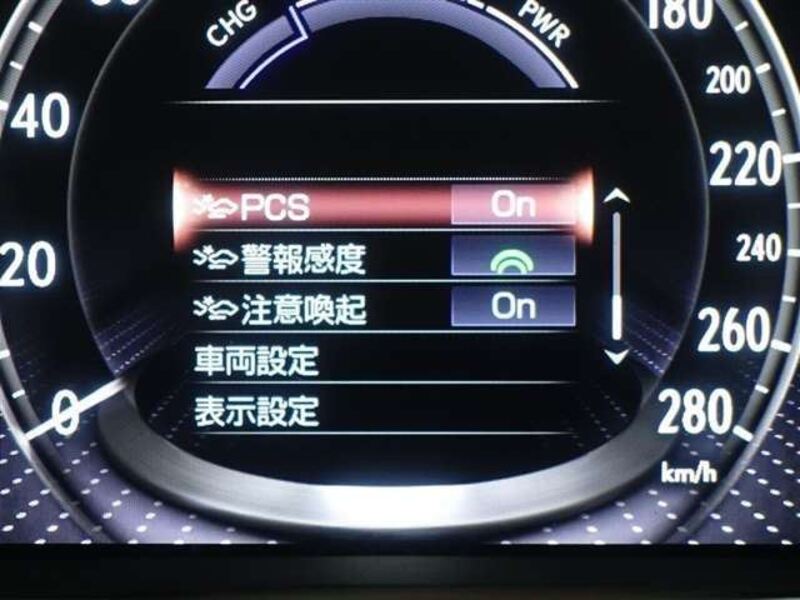 CHG
PWR
180
200
220
240
260
280
km/h
40
20
0
PCS On
警報感度
注意喚起 On
車両設定
表示設定